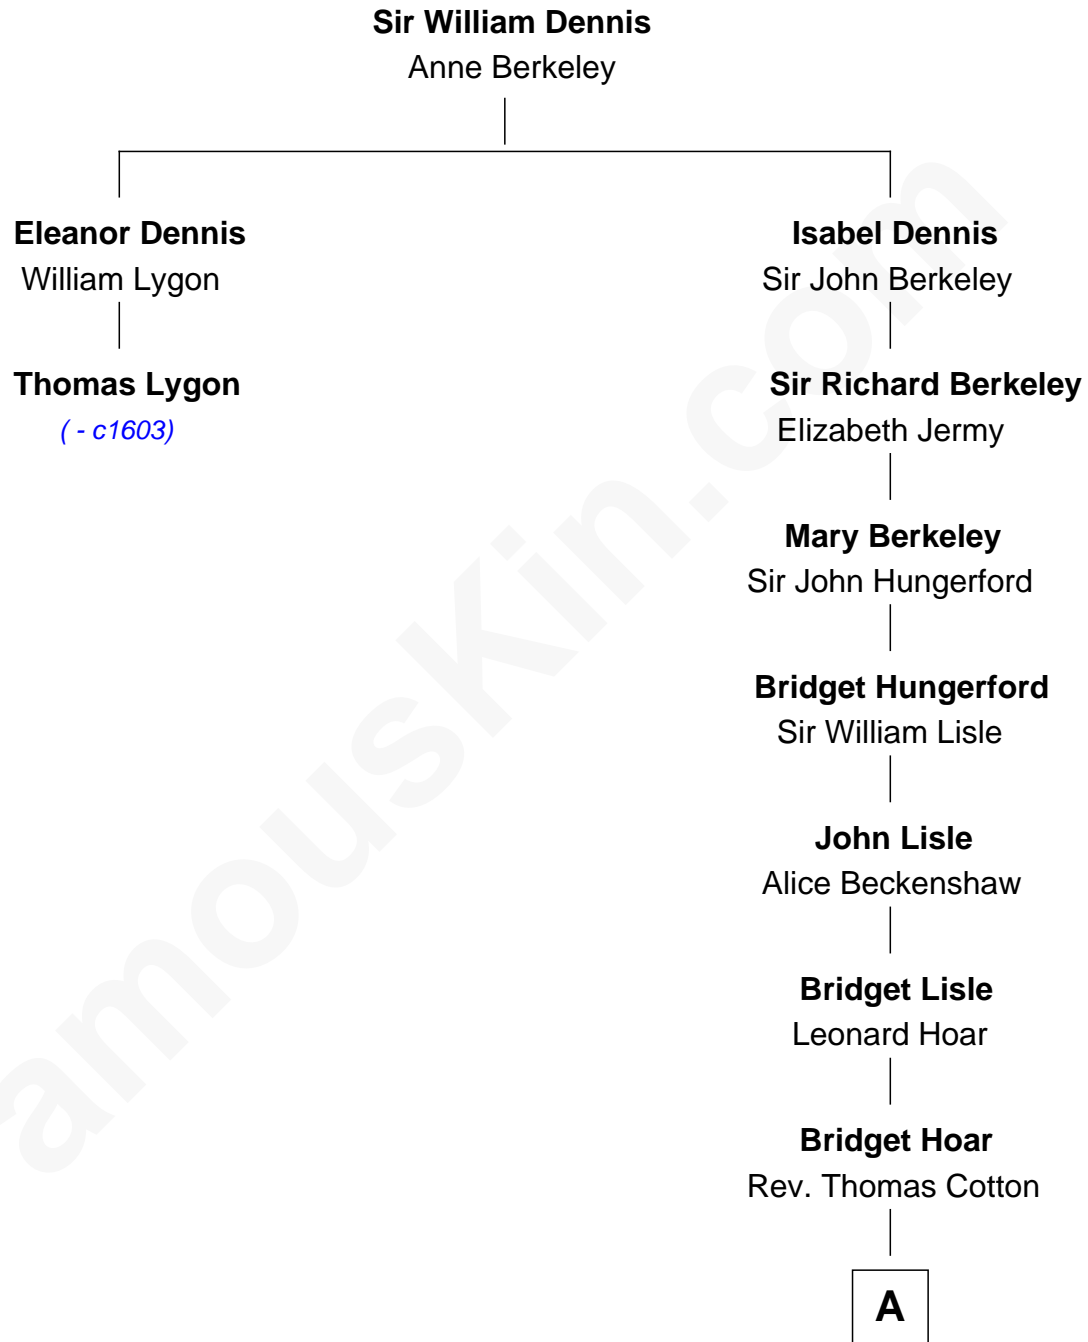 Sir William Dennis
Anne Berkeley
Eleanor Dennis
William Lygon
Thomas Lygon
( - c1603)
Isabel Dennis
Sir John Berkeley
Sir Richard Berkeley
Elizabeth Jermy
Mary Berkeley
Sir John Hungerford
Bridget Hungerford
Sir William Lisle
John Lisle
Alice Beckenshaw
Bridget Lisle
Leonard Hoar
Bridget Hoar
Rev. Thomas Cotton
A
amouskin.com